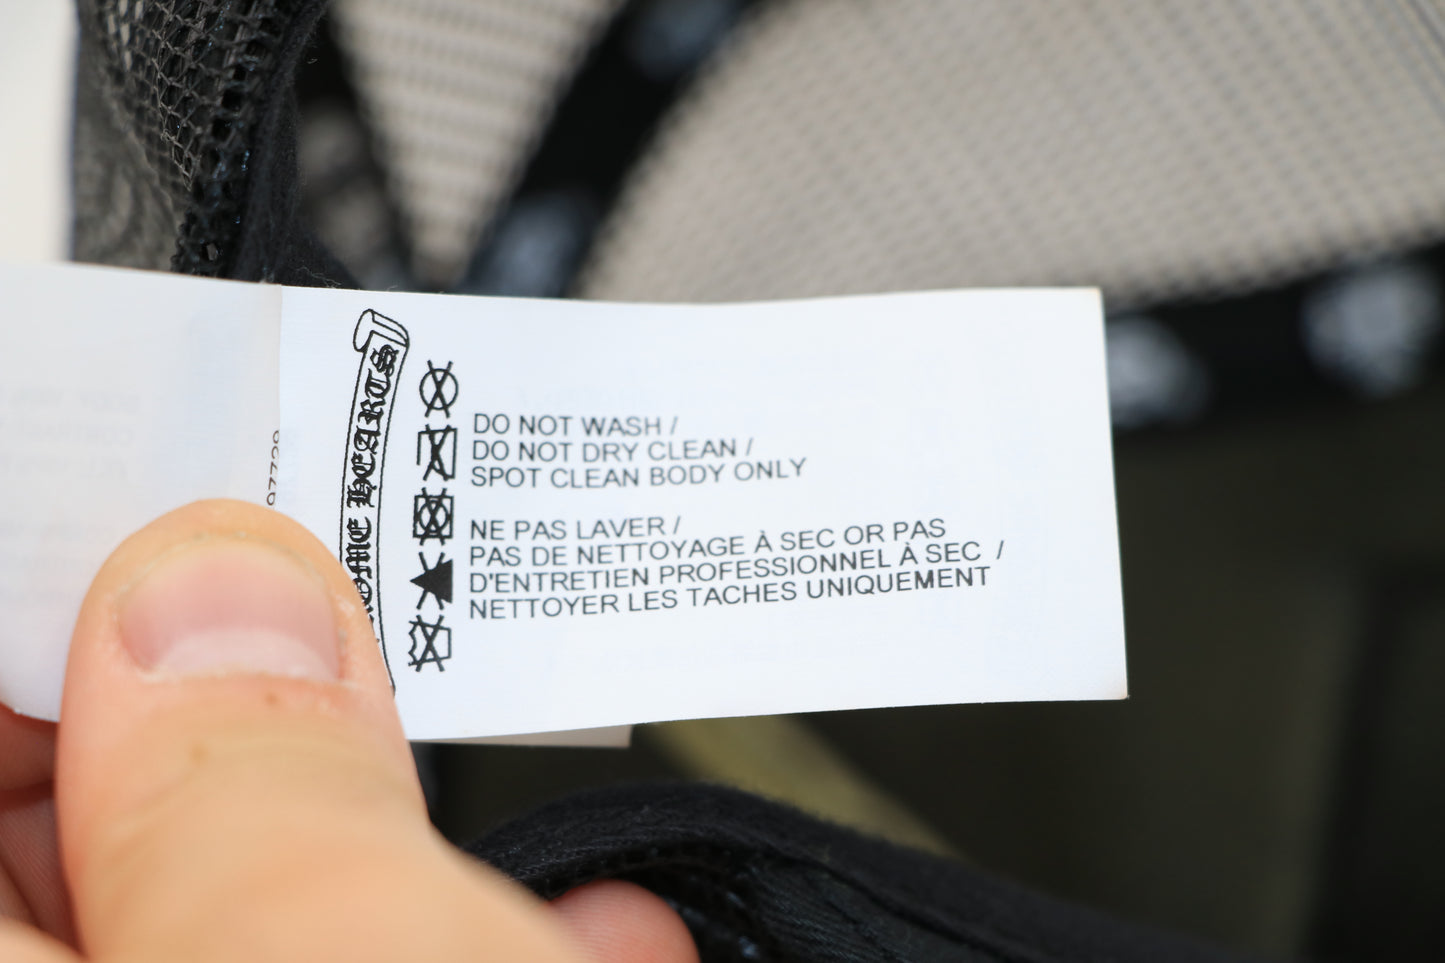 HEARTS
DO NOT WASH /
DO NOT DRY CLEAN /
SPOT CLEAN BODY ONLY
NE PAS LAVER /
PAS DE NETTOYAGE À SEC OR PAS
D'ENTRETIEN PROFESSIONNEL À SEC /
NETTOYER LES TACHES UNIQUEMENT